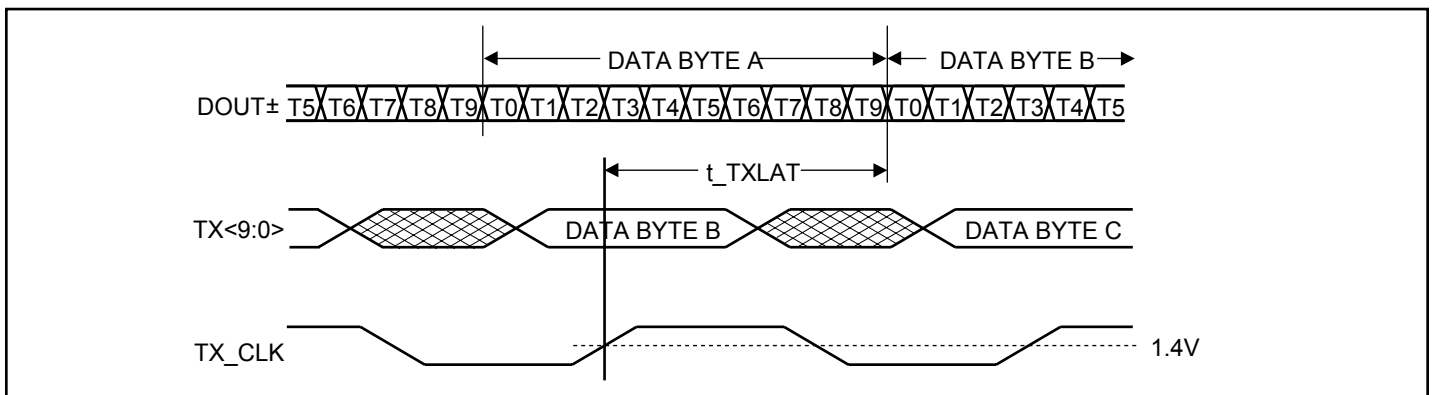 DATA BYTE A DATA BYTE B
DOUT± T5 T6 T7 T8 T9 T0 T1 T2 T3 T4 T5 T6 T7 T8 T9 T0 T1 T2 T3 T4 T5
t_TXLAT
TX<9:0> DATA BYTE B DATA BYTE C
TX_CLK 1.4V